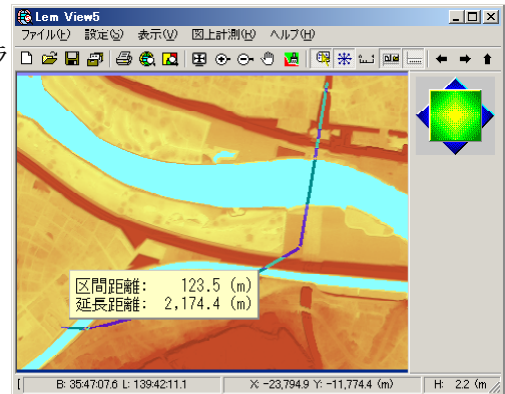 Lem View5
ファイル(F) 設定(S) 表示(V) 図上計測(R) ヘルプ(H)
ラ
区間距離: 123.5 (m)
延長距離: 2,174.4 (m)
[ B: 35:47:07.6 L: 139:42:11.1 X: -23,794.9 Y: -11,774.4 (m) H: 2.2 (m